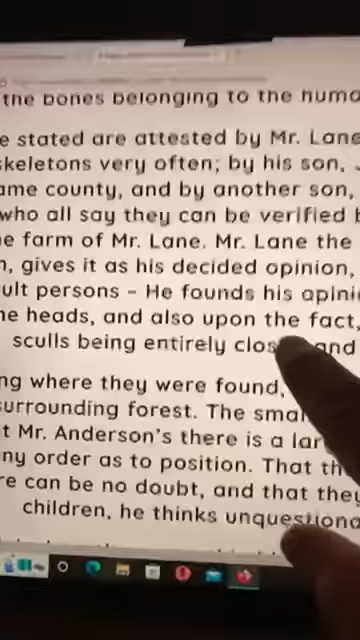 the bones belonging to the huma
e stated are attested by Mr. Lane
skeletons very often; by his son,
ame county, and by another son,
who all say they can be verified b
e farm of Mr. Lane. Mr. Lane the
n, gives it as his decided opinion,
ult persons – He founds his apini
he heads, and also upon the fact,
sculls being entirely clos and
ng where they were found,
surrounding forest. The smal
t Mr. Anderson's there is a lar
ny order as to position. That th
re can be no doubt, and that they
children, he thinks unquestiona